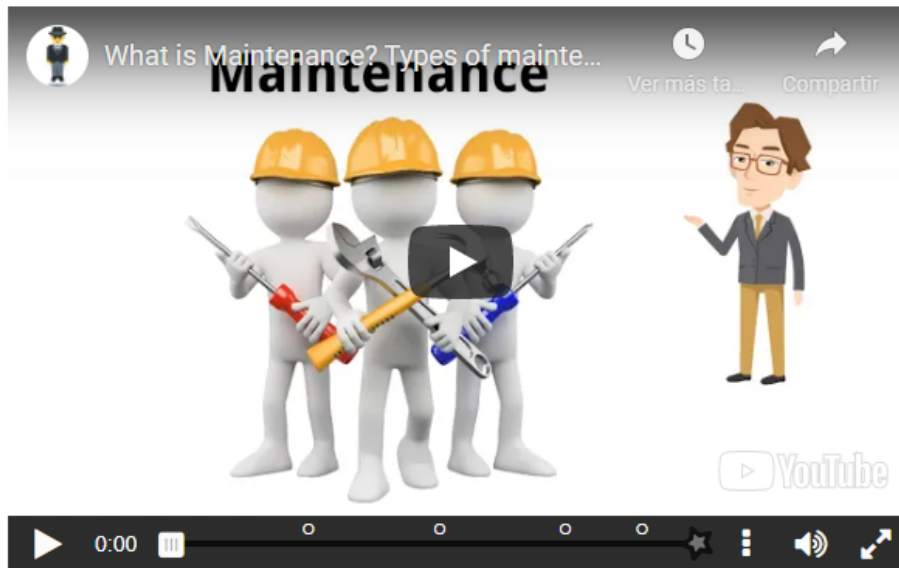 What is Maintenance? Types of mainte...
Maintenance
Ver más ta...
Compartir
YouTube
0:00